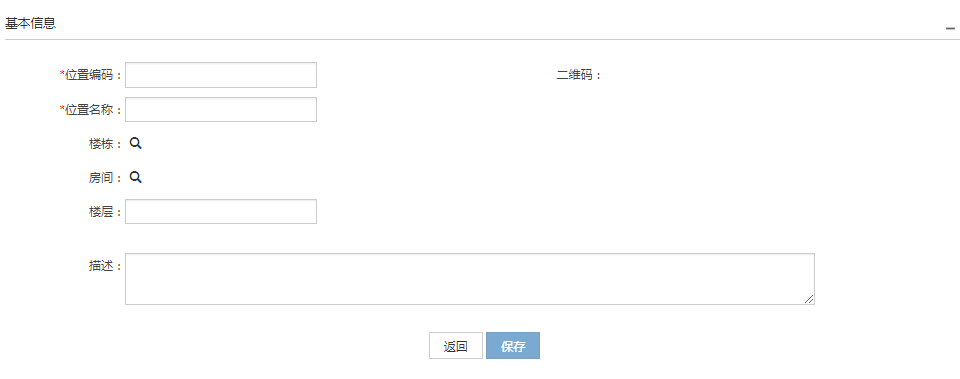 基本信息
*位置编码：
二维码：
*位置名称：
楼栋：
房间：
楼层：
描述：
返回 保存